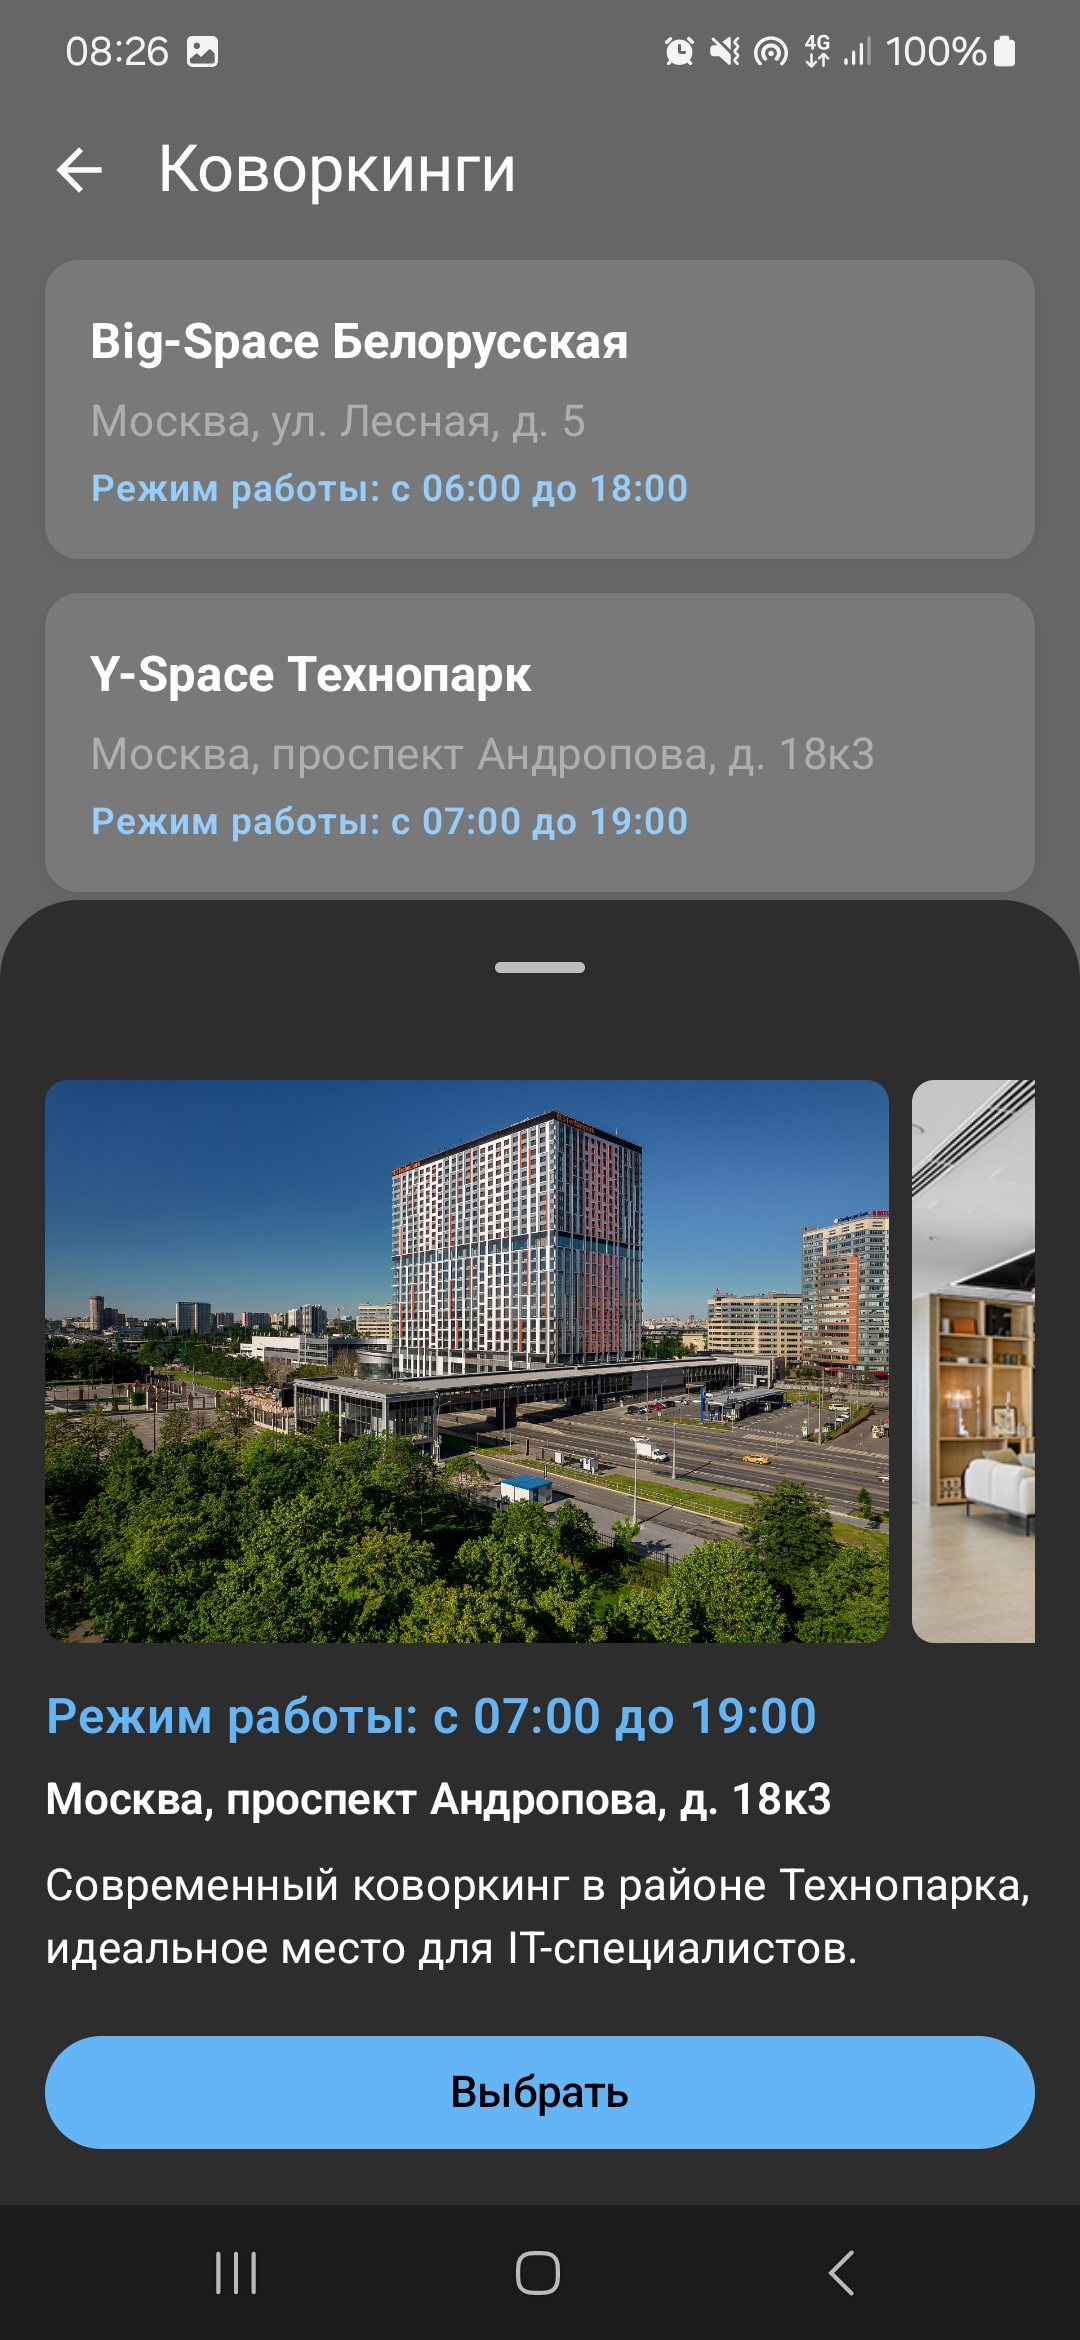 08:26
4G 100%
Коворкинги
Big-Space Белорусская
Москва, ул. Лесная, д. 5
Режим работы: с 06:00 до 18:00
Y-Space Технопарк
Москва, проспект Андропова, д. 18к3
Режим работы: с 07:00 до 19:00
Режим работы: с 07:00 до 19:00
Москва, проспект Андропова, д. 18к3
Современный коворкинг в районе Технопарка,
идеальное место для IT-специалистов.
Выбрать